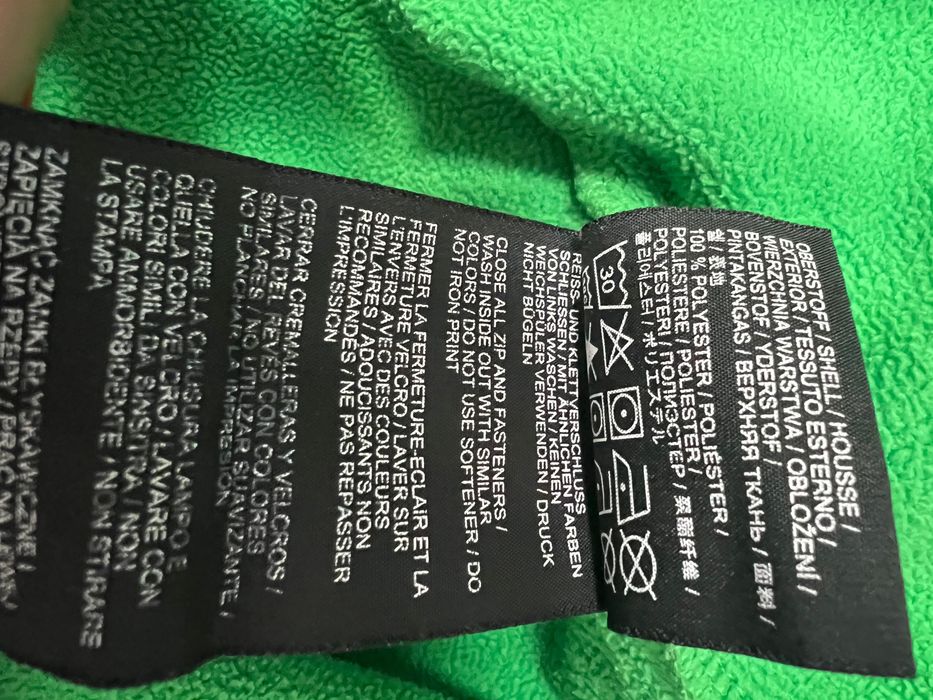 OBERSTOFF / SHELL / HOUSSE /
EXTERIOR / TESSUTO ESTERNO /
WIERZCHNIA WARSTWA / OBLOŽENÍ /
BOVENSTOF / YDERSTOF /
PINTAKANGAS / ВЕРХНЯЯ ТКАНЬ / 面料 /
쉘 / 表地
100 % POLYESTER / POLIÉSTER /
POLIESTERE / POLIESTER /
POLYESTERI / ПОЛИЭСТЕР / 聚酯纤维 /
폴리에스터 / ポリエステル
30
REISS- UND KLETTVERSCHLUSS
SCHLIESSEN / MIT ÄHNLICHEN FARBEN
VON LINKS WASCHEN / KEINEN
WEICHSPÜLER VERWENDEN / DRUCK
NICHT BÜGELN
CLOSE ALL ZIP AND FASTENERS /
WASH INSIDE OUT WITH SIMILAR
COLORS / DO NOT USE SOFTENER / DO
NOT IRON PRINT
FERMER LA FERMETURE-ECLAIR ET LA
FERMETURE VELCRO / LAVER SUR
L'ENVERS AVEC DES COULEURS
SIMILAIRES / ADOUCISSANTS NON
RECOMMANDÉS / NE PAS REPASSER
L'IMPRESSION
CERRAR CREMALLERAS Y VELCROS /
LAVAR DEL REVÉS CON COLORES
SIMILARES / NO UTILIZAR SUAVIZANTE /
NO PLANCHAR LA IMPRESIÓN
CHIUDERE LA CHIUSURA LAMPO E
QUELLA CON VELCRO / LAVARE CON
COLORI SIMILI DA SINISTRA / NON
USARE AMMORBIDENTE / NON STIRARE
LA STAMPA
ZAMKNĄĆ ZAMKI BŁYSKAWICZNE I
ZAPIĘCIA NA RZEPY / PRAĆ NA LEWEJ